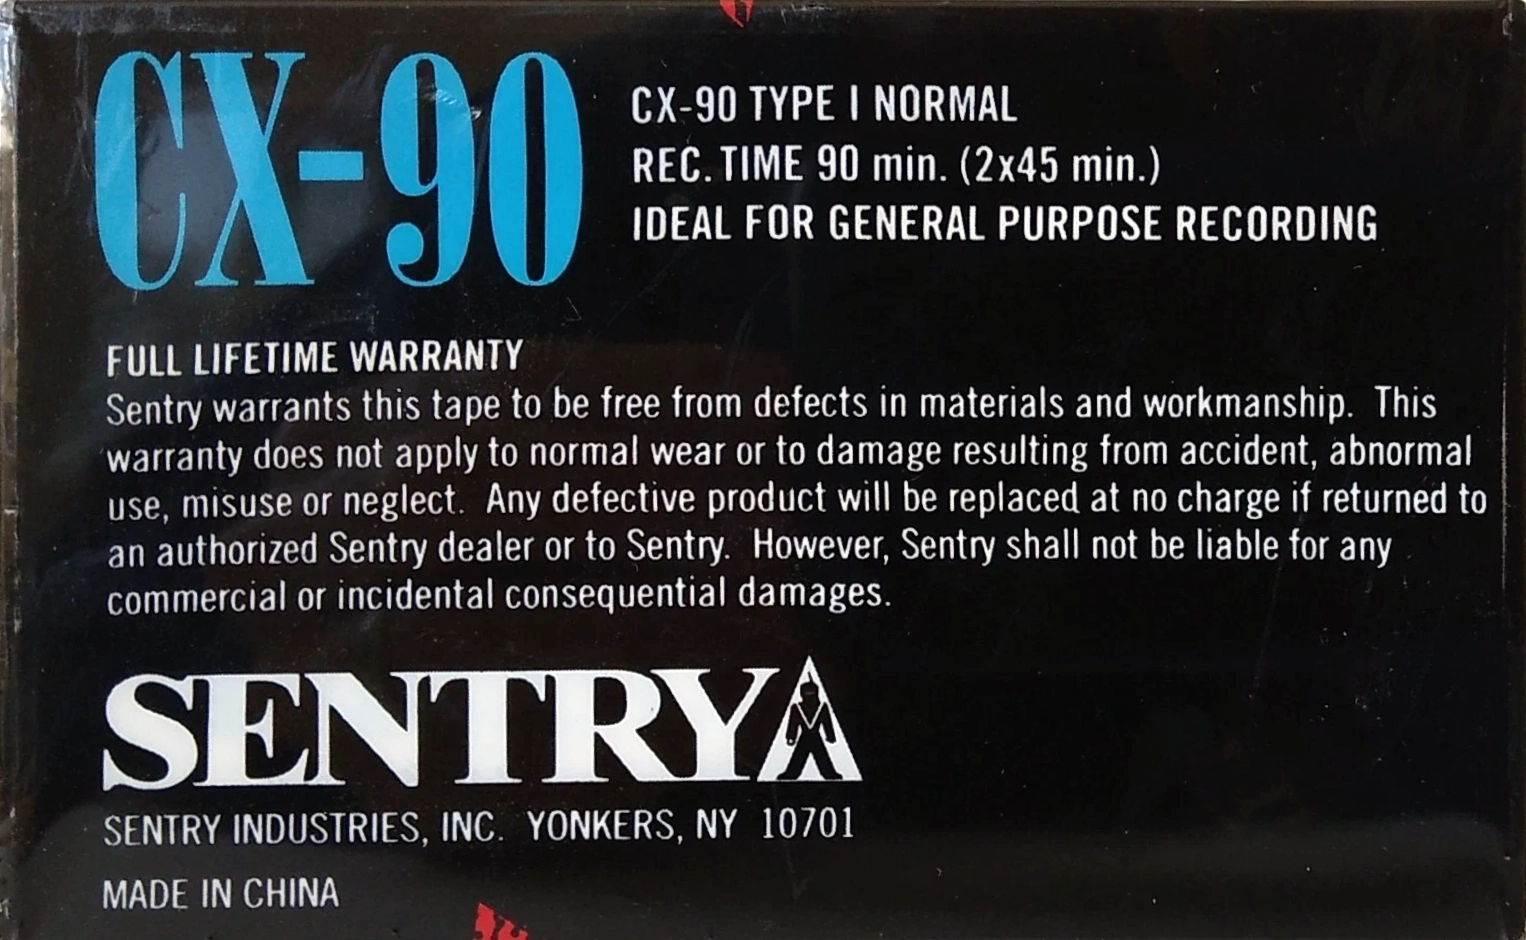 CX-90
CX-90 TYPE I NORMAL
REC. TIME 90 min. (2x45 min.)
IDEAL FOR GENERAL PURPOSE RECORDING
FULL LIFETIME WARRANTY
Sentry warrants this tape to be free from defects in materials and workmanship. This
warranty does not apply to normal wear or to damage resulting from accident, abnormal
use, misuse or neglect. Any defective product will be replaced at no charge if returned to
an authorized Sentry dealer or to Sentry. However, Sentry shall not be liable for any
commercial or incidental consequential damages.
SENTRY
SENTRY INDUSTRIES, INC. YONKERS, NY 10701
MADE IN CHINA